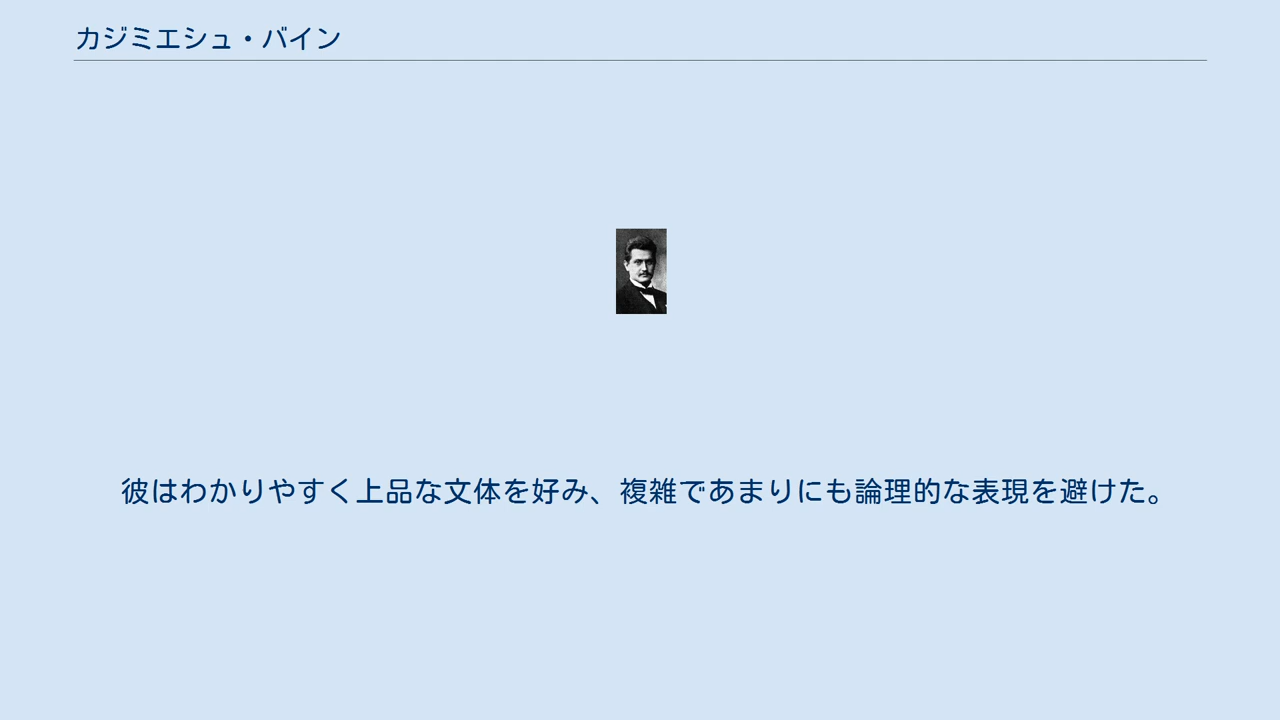 カジミエシュ・バイン
彼はわかりやすく上品な文体を好み、複雑であまりにも論理的な表現を避けた。